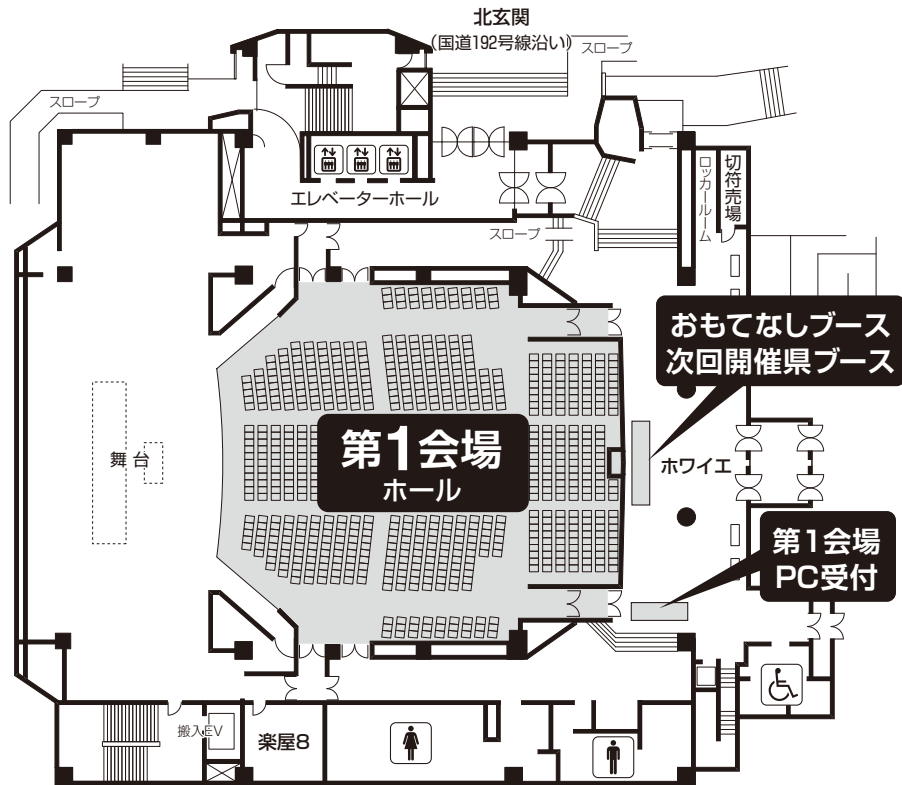 北玄関
(国道192号線沿い)
スロープ
スロープ
エレベーターホール
スロープ
ロッカールーム
切符売場
おもてなしブース
次回開催県ブース
舞台
第1会場
ホール
ホワイエ
第1会場
PC受付
搬入EV
楽屋8